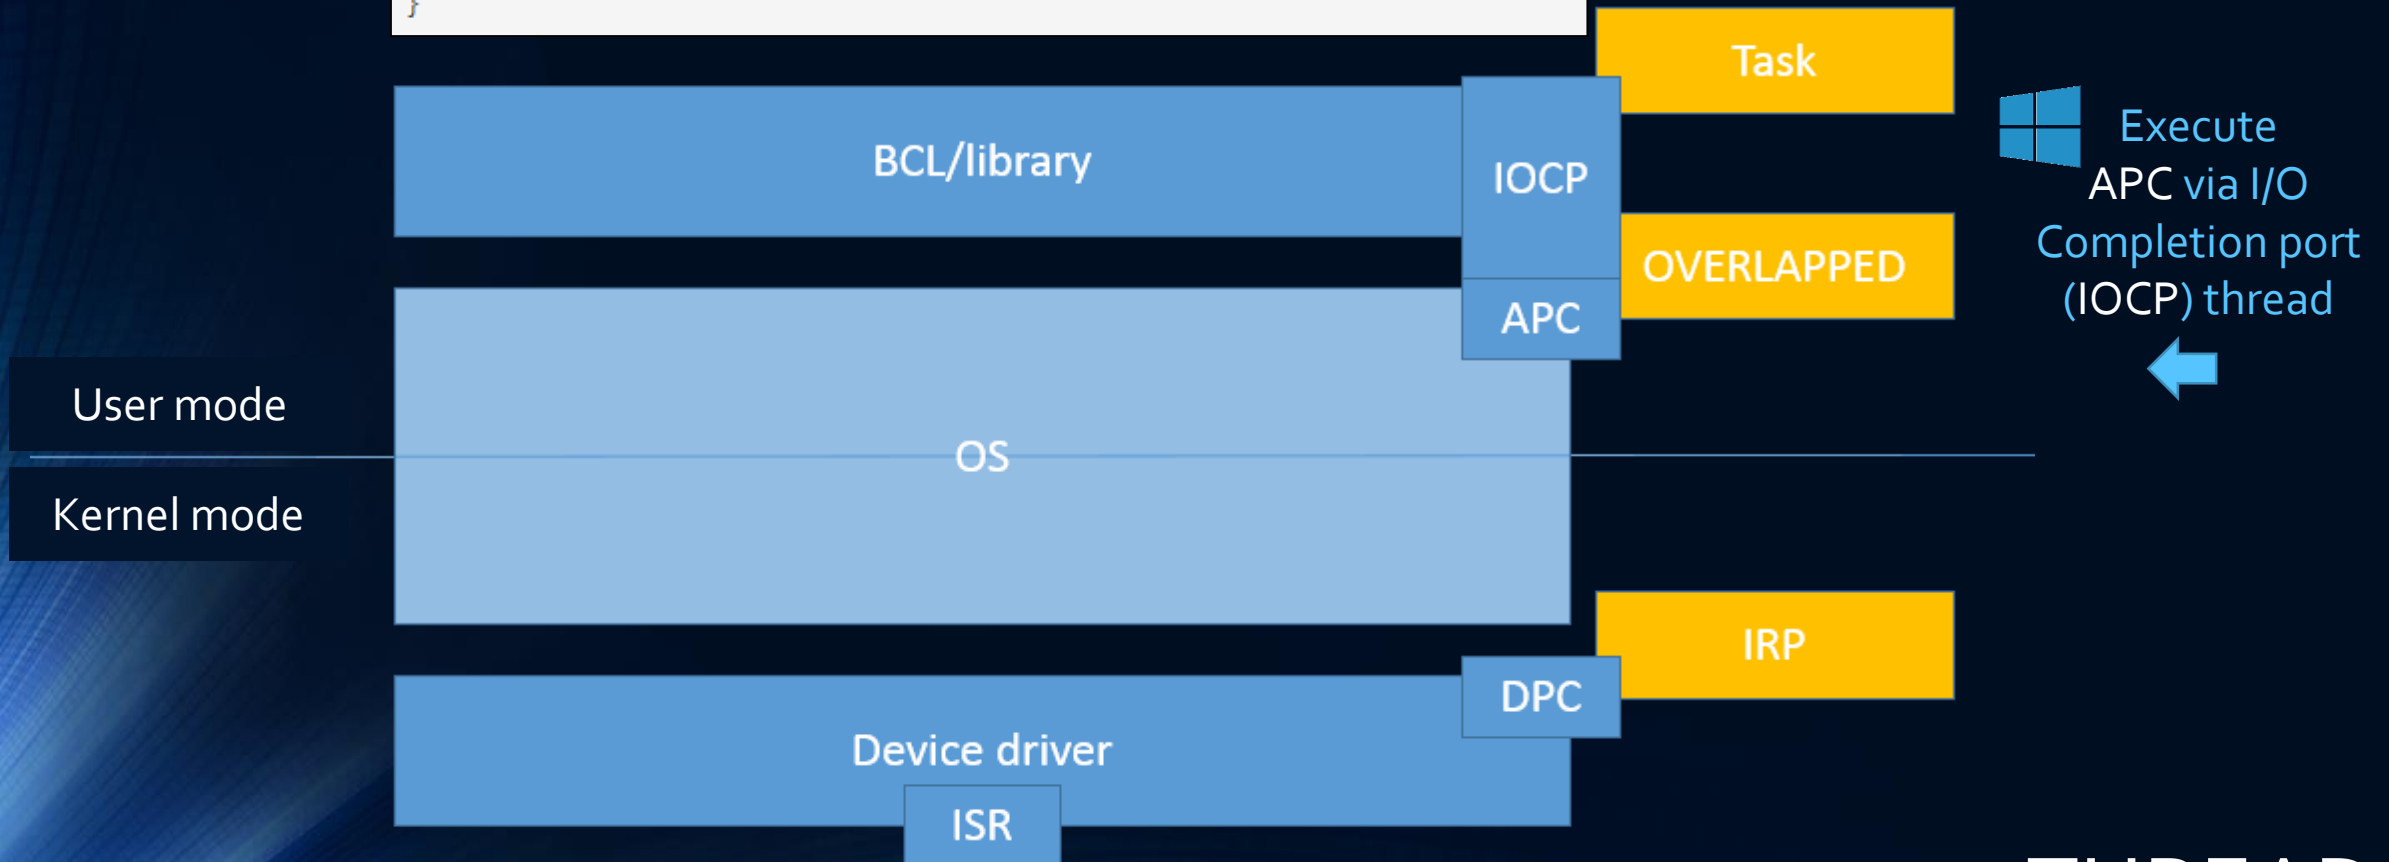 }
Task
BCL/library
IOCP
Execute
APC via I/O
Completion port
(IOCP) thread
OVERLAPPED
APC
User mode
OS
Kernel mode
IRP
DPC
Device driver
ISR